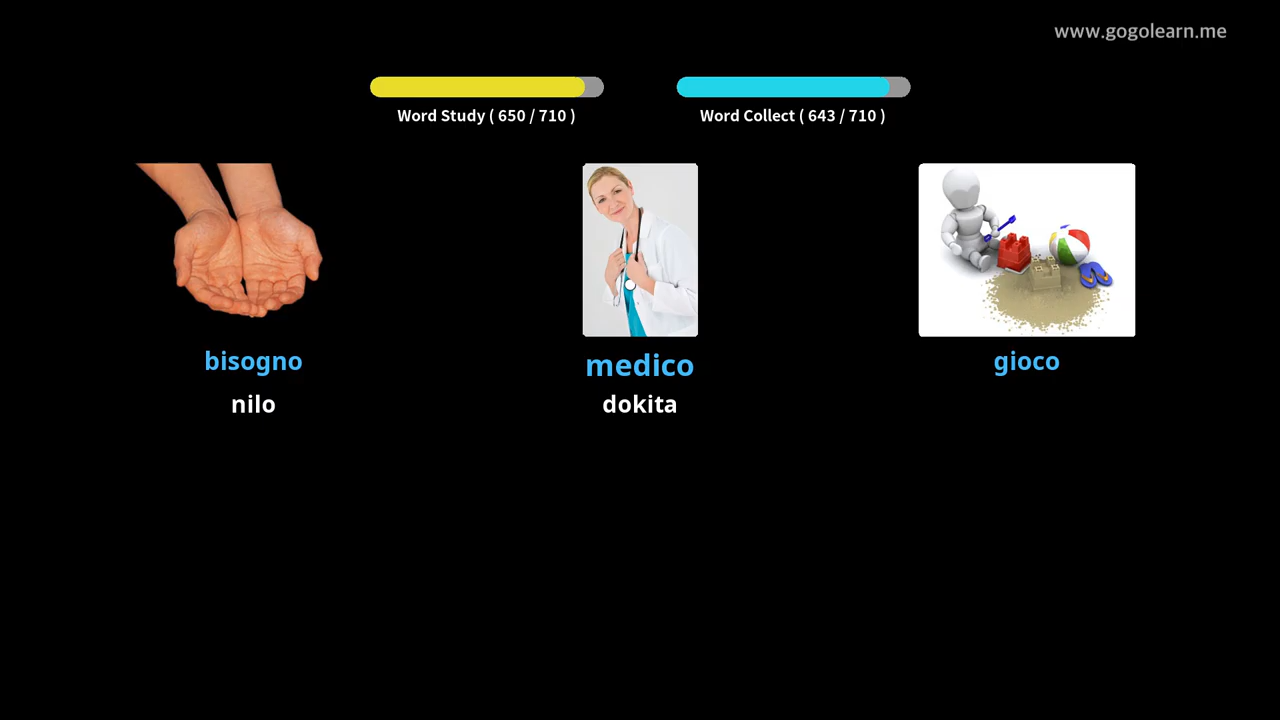 www.gogolearn.me
Word Study ( 650 / 710 )
Word Collect ( 643 / 710 )
bisogno
medico
gioco
nilo
dokita